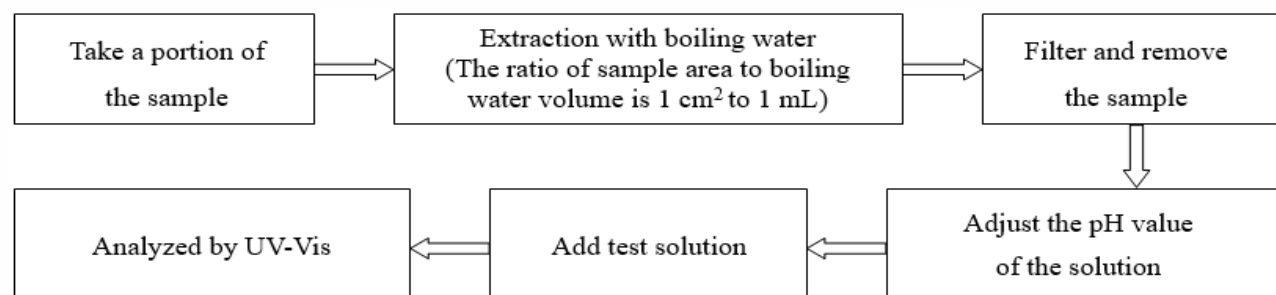 Take a portion of
the sample
Extraction with boiling water
(The ratio of sample area to boiling
water volume is 1 cm² to 1 mL)
Filter and remove
the sample
Adjust the pH value
of the solution
Add test solution
Analyzed by UV-Vis